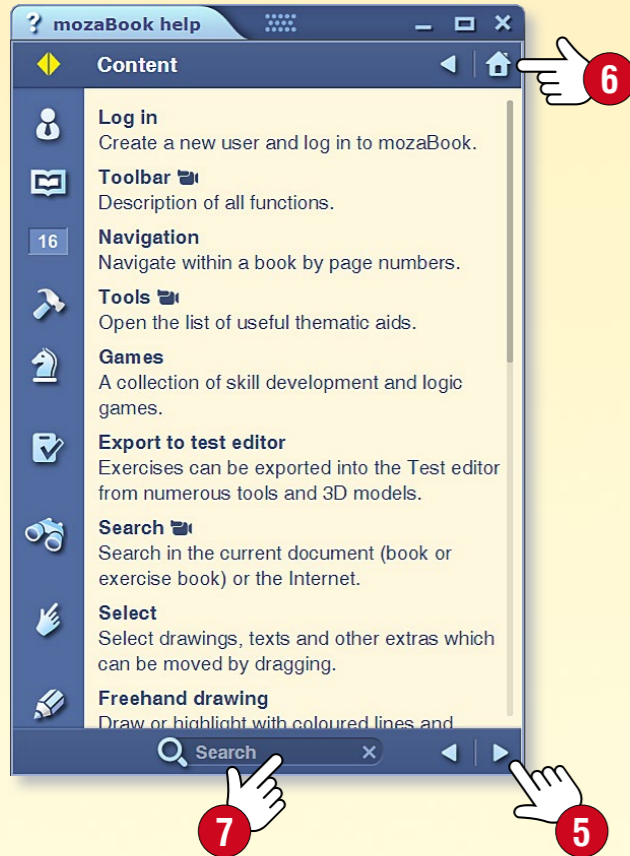 ? mozaBook help
Content
6
Log in
Create a new user and log in to mozaBook.
Toolbar
Description of all functions.
16
Navigation
Navigate within a book by page numbers.
Tools
Open the list of useful thematic aids.
Games
A collection of skill development and logic
games.
Export to test editor
Exercises can be exported into the Test editor
from numerous tools and 3D models.
Search
Search in the current document (book or
exercise book) or the Internet.
Select
Select drawings, texts and other extras which
can be moved by dragging.
Freehand drawing
Draw or highlight with coloured lines and
Search
7
5